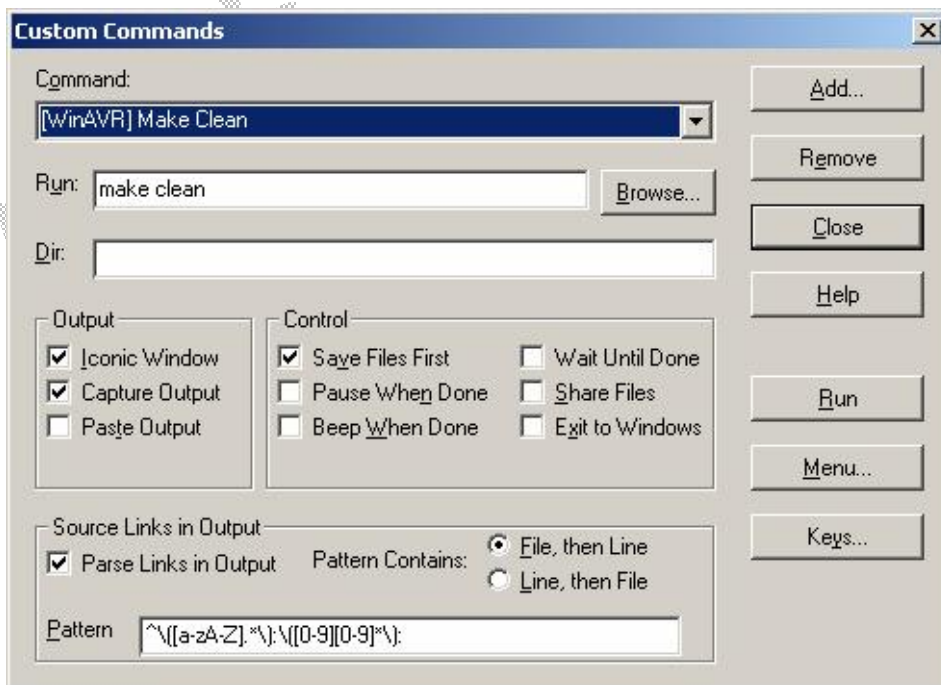 Custom Commands
Command:
[WinAVR] Make Clean
Add...
Remove
Run: make clean
Browse...
Close
Dir:
Help
Output
Control
Iconic Window
Save Files First
Wait Until Done
Capture Output
Pause When Done
Share Files
Run
Paste Output
Beep When Done
Exit to Windows
Menu...
Source Links in Output
Parse Links in Output
Pattern Contains:
File, then Line
Line, then File
Keys...
Pattern ^\([a-zA-Z].*\):\([0-9][0-9]*\):